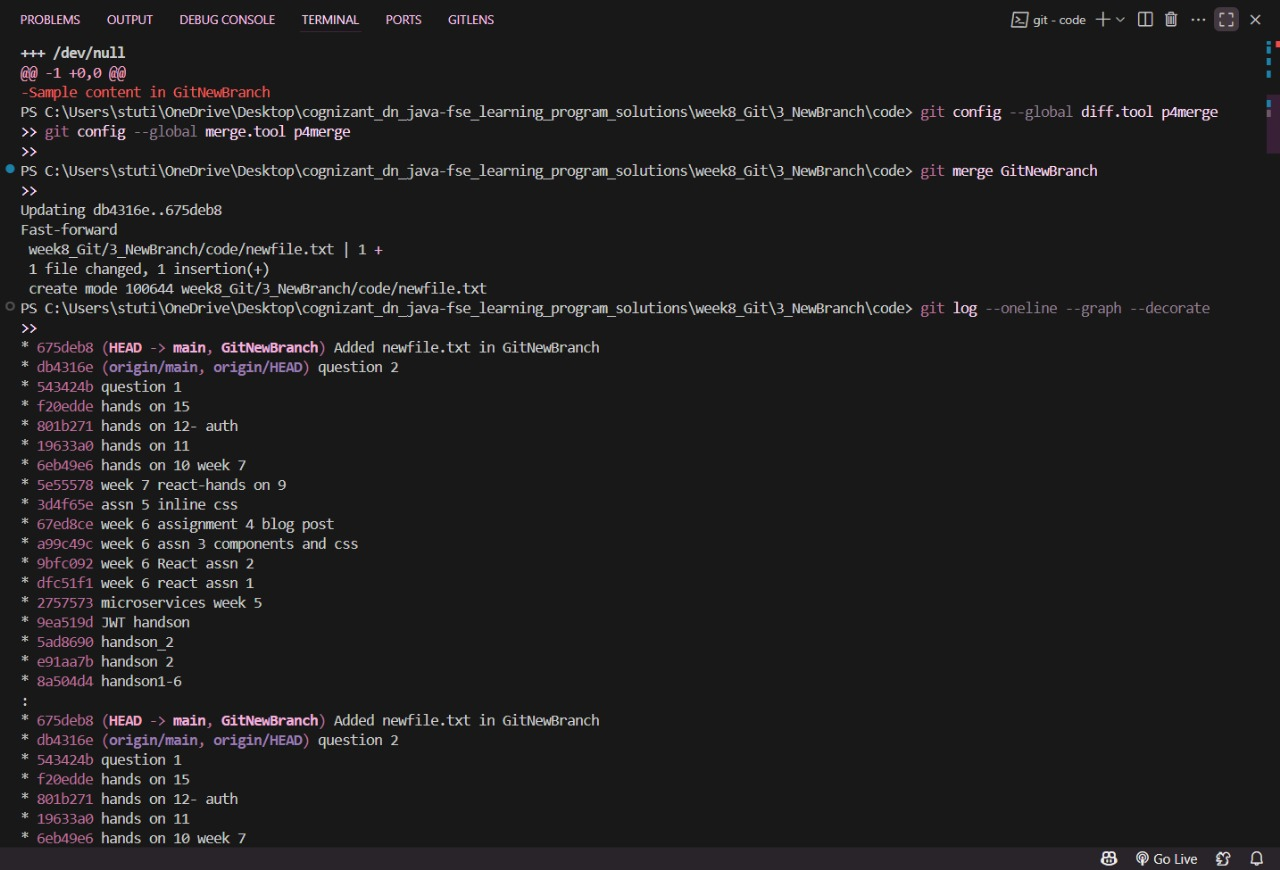 PROBLEMS OUTPUT DEBUG CONSOLE TERMINAL PORTS GITLENS git - code
+++ /dev/null
@@ -1 +0,0 @@
-Sample content in GitNewBranch
PS C:\Users\stuti\OneDrive\Desktop\cognizant_dn_java-fse_learning_program_solutions\week8_Git\3_NewBranch\code> git config --global diff.tool p4merge
>> git config --global merge.tool p4merge
>>
PS C:\Users\stuti\OneDrive\Desktop\cognizant_dn_java-fse_learning_program_solutions\week8_Git\3_NewBranch\code> git merge GitNewBranch
>>
Updating db4316e..675deb8
Fast-forward
 week8_Git/3_NewBranch/code/newfile.txt | 1 +
 1 file changed, 1 insertion(+)
 create mode 100644 week8_Git/3_NewBranch/code/newfile.txt
PS C:\Users\stuti\OneDrive\Desktop\cognizant_dn_java-fse_learning_program_solutions\week8_Git\3_NewBranch\code> git log --oneline --graph --decorate
>>
* 675deb8 (HEAD -> main, GitNewBranch) Added newfile.txt in GitNewBranch
* db4316e (origin/main, origin/HEAD) question 2
* 543424b question 1
* f20edde hands on 15
* 801b271 hands on 12- auth
* 19633a0 hands on 11
* 6eb49e6 hands on 10 week 7
* 5e55578 week 7 react-hands on 9
* 3d4f65e assn 5 inline css
* 67ed8ce week 6 assignment 4 blog post
* a99c49c week 6 assn 3 components and css
* 9bfc092 week 6 React assn 2
* dfc51f1 week 6 react assn 1
* 2757573 microservices week 5
* 9ea519d JWT handson
* 5ad8690 handson_2
* e91aa7b handson 2
* 8a504d4 handson1-6
:
* 675deb8 (HEAD -> main, GitNewBranch) Added newfile.txt in GitNewBranch
* db4316e (origin/main, origin/HEAD) question 2
* 543424b question 1
* f20edde hands on 15
* 801b271 hands on 12- auth
* 19633a0 hands on 11
* 6eb49e6 hands on 10 week 7
Go Live